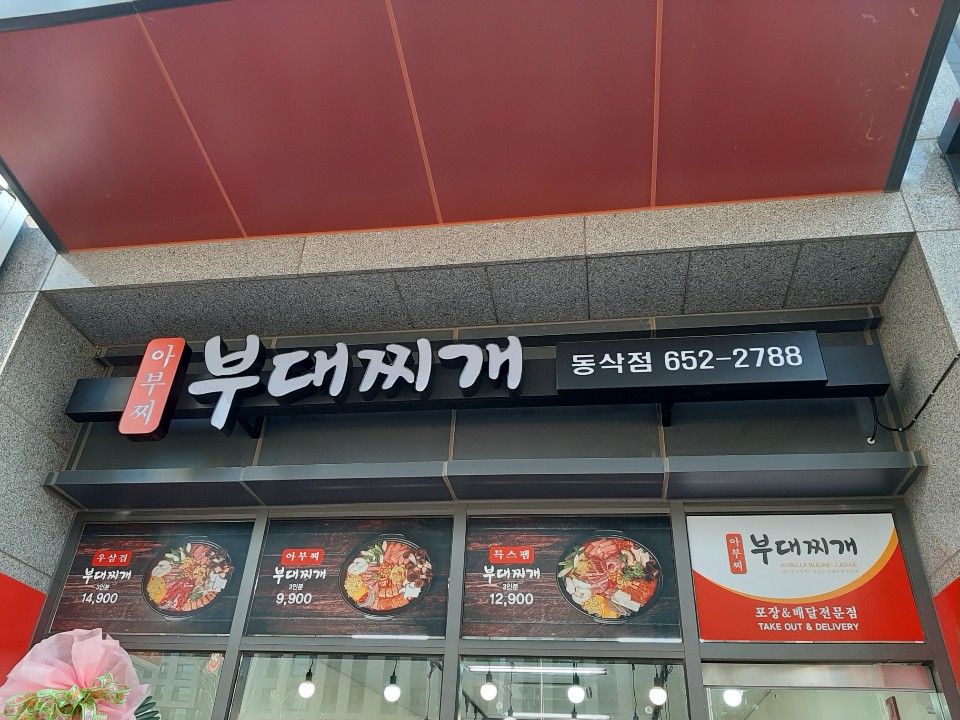 아부찌
부대찌개
동삭점 652-2788
우삼겹
부대찌개
3인분
14,900
아부찌
부대찌개
3인분
9,900
특스팸
부대찌개
3인분
12,900
아부찌
부대찌개
포장&배달전문점
TAKE OUT & DELIVERY